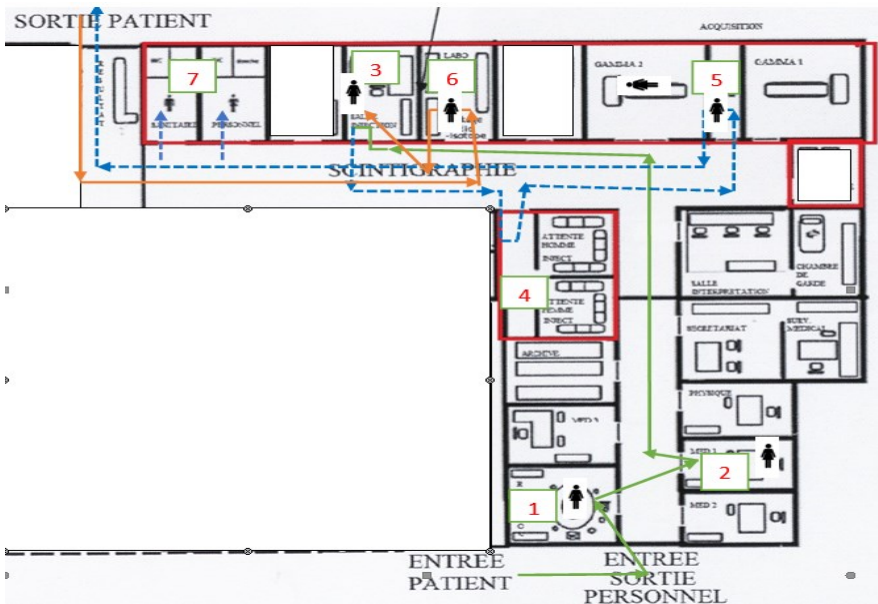 SORTIE PATIENT
ACQUISITION
RESULTAT
7
SANITAIRE
PERSONNEL
3
SALLE
INJECTION
LABO
6
GAMMA 2
5
GAMMA 1
SCINTIGRAPHIE
ATTENTE
HOMME
INJECT
4
ATTENTE
FEMME
INJECT
SALLE
INTERPRETATION
CHAMBRE
DE
GARDE
SECRETARIAT
SURV.
MEDICAL
ARCHIVE
PHYSIQUE
MED 3
MED 1
2
1
MED 2
ENTREE
PATIENT
ENTREE
SORTIE
PERSONNEL